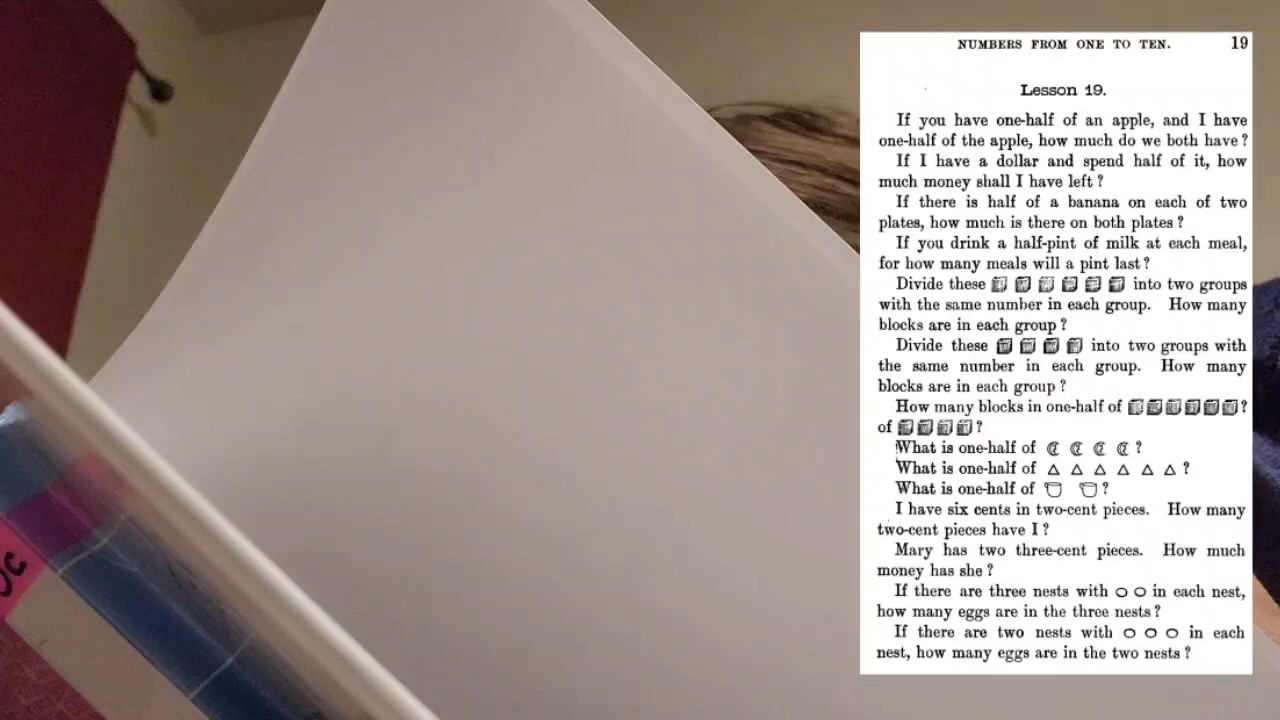 NUMBERS FROM ONE TO TEN. 19
Lesson 19.
If you have one-half of an apple, and I have
one-half of the apple, how much do we both have?
If I have a dollar and spend half of it, how
much money shall I have left?
If there is half of a banana on each of two
plates, how much is there on both plates?
If you drink a half-pint of milk at each meal,
for how many meals will a pint last?
Divide these into two groups
with the same number in each group. How many
blocks are in each group?
Divide these into two groups with
the same number in each group. How many
blocks are in each group?
How many blocks in one-half of ?
of ?
What is one-half of ?
What is one-half of ?
What is one-half of ?
I have six cents in two-cent pieces. How many
two-cent pieces have I?
Mary has two three-cent pieces. How much
money has she?
If there are three nests with in each nest,
how many eggs are in the three nests?
If there are two nests with in each
nest, how many eggs are in the two nests?